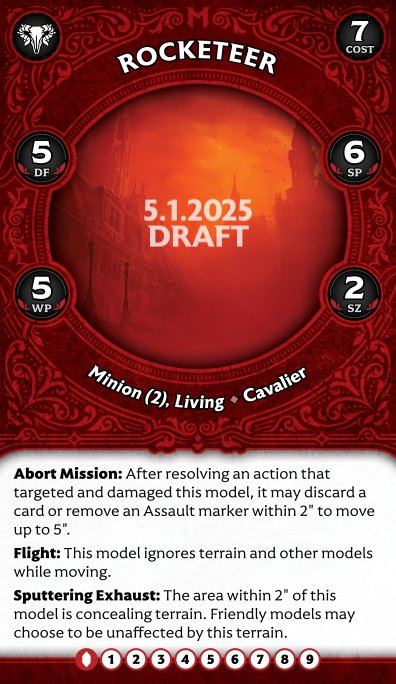 ROCKETEER
7
COST
5
DF
6
SP
5.1.2025
DRAFT
5
WP
2
SZ
Minion (2), Living • Cavalier
Abort Mission: After resolving an action that
targeted and damaged this model, it may discard a
card or remove an Assault marker within 2" to move
up to 5".
Flight: This model ignores terrain and other models
while moving.
Sputtering Exhaust: The area within 2" of this
model is concealing terrain. Friendly models may
choose to be unaffected by this terrain.
1 2 3 4 5 6 7 8 9